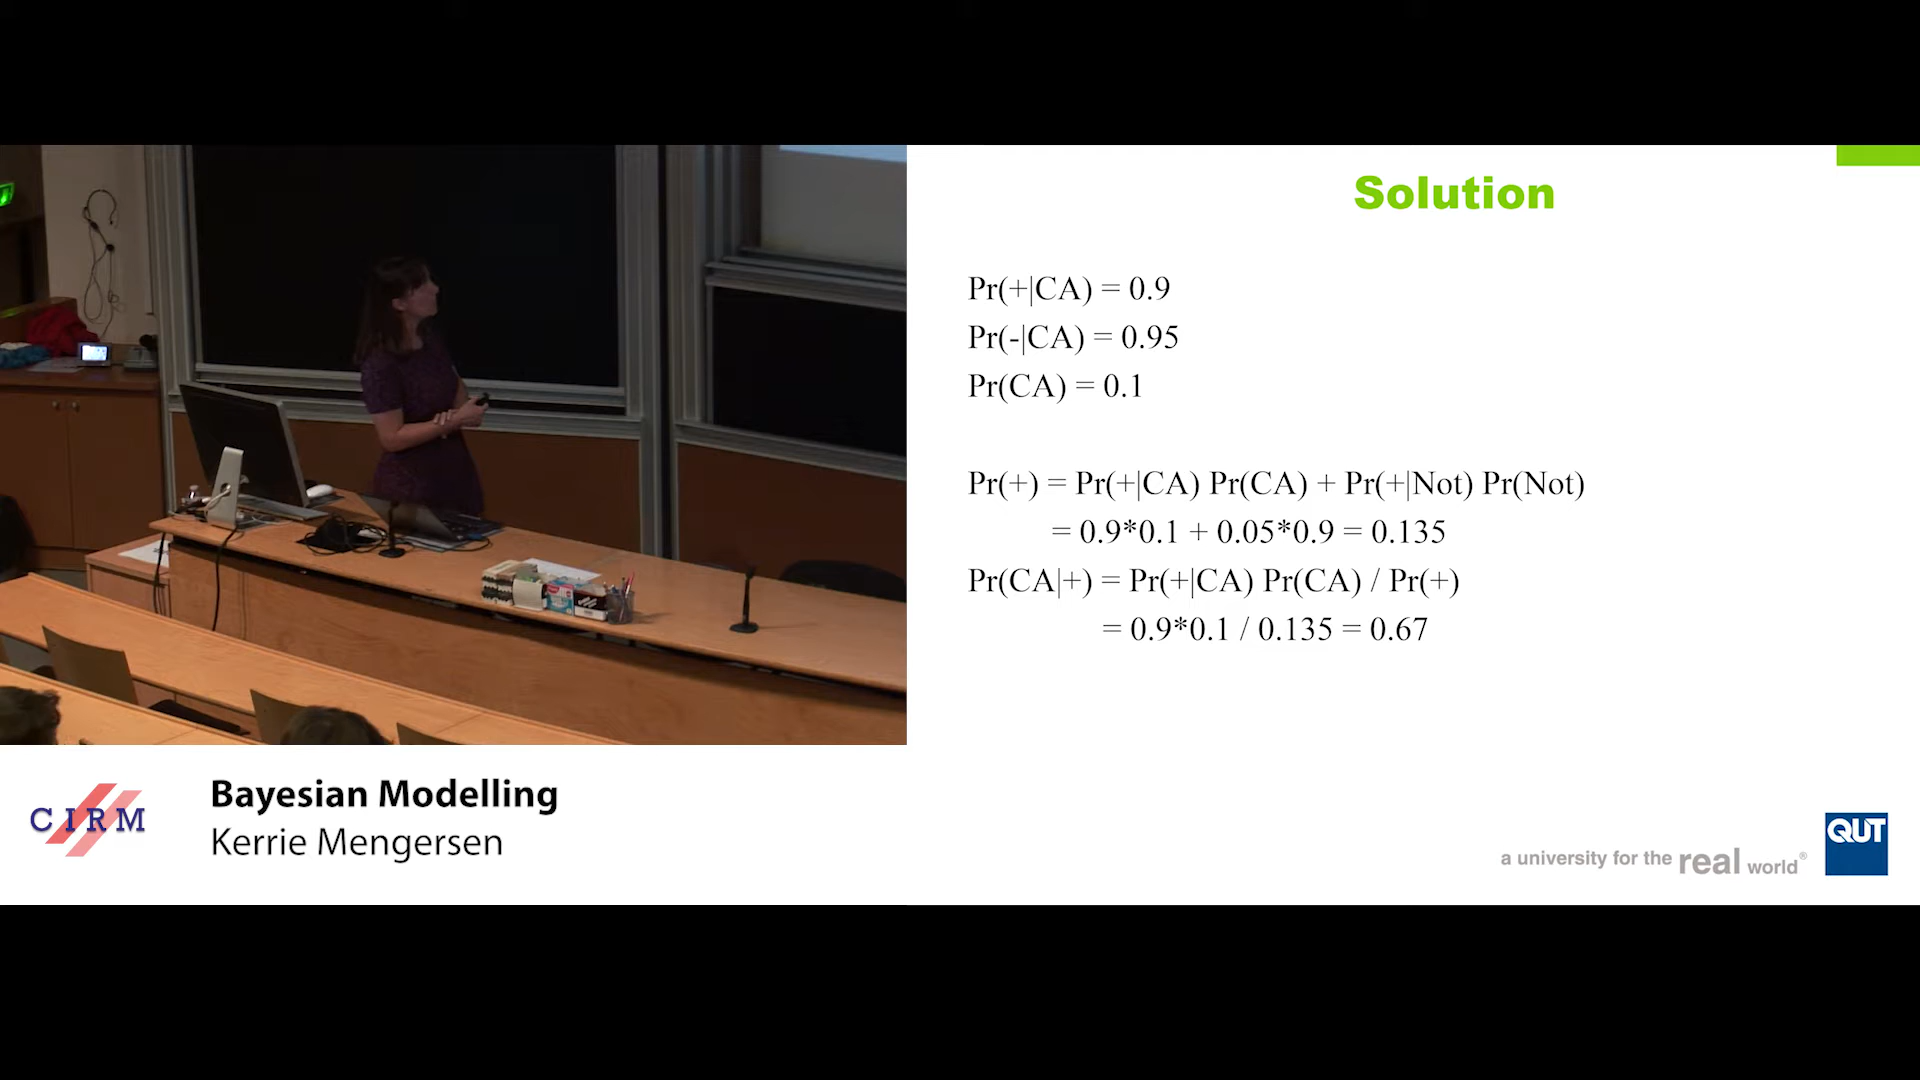 Solution
Pr(+|CA) = 0.9
Pr(-|CA) = 0.95
Pr(CA) = 0.1
Pr(+) = Pr(+|CA) Pr(CA) + Pr(+|Not) Pr(Not)
= 0.9*0.1 + 0.05*0.9 = 0.135
Pr(CA|+) = Pr(+|CA) Pr(CA) / Pr(+)
= 0.9*0.1 / 0.135 = 0.67
CIRM
Bayesian Modelling
Kerrie Mengersen
a university for the real world®
QUT